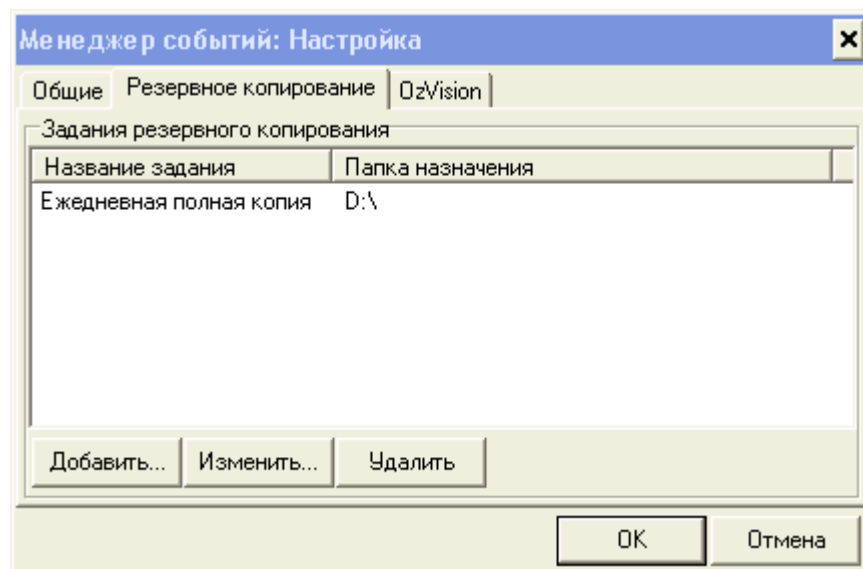 Менеджер событий: Настройка
Общие Резервное копирование OzVision
Задания резервного копирования
Название задания Папка назначения
Ежедневная полная копия D:\
Добавить... Изменить... Удалить
OK Отмена